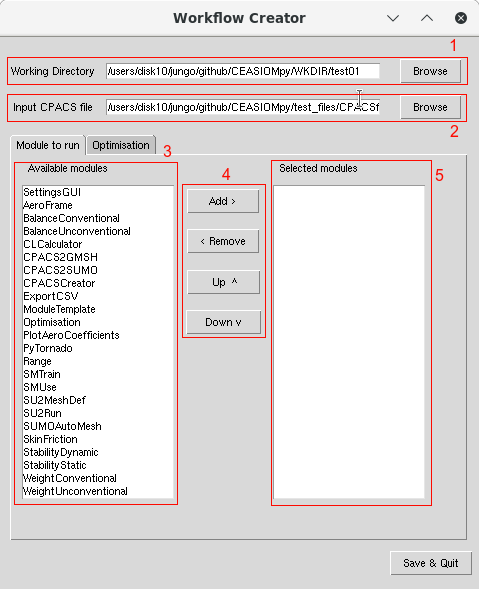 Workflow Creator
1
Working Directory /users/disk10/jungo/github/CEASIOMpy/WKDIR/test01 Browse
Input CPACS file /users/disk10/jungo/github/CEASIOMpy/test_files/CPACSf Browse
2
Module to run Optimisation
3
Available modules
4
Selected modules
5
SettingsGUI
AeroFrame
BalanceConventional
BalanceUnconventional
CLCalculator
CPACS2GMSH
CPACS2SUMO
CPACSCreator
ExportCSV
ModuleTemplate
Optimisation
PlotAeroCoefficients
PyTornado
Range
SMTrain
SMUse
SU2MeshDef
SU2Run
SUMOAutoMesh
SkinFriction
StabilityDynamic
StabilityStatic
WeightConventional
WeightUnconventional
Add >
< Remove
Up ^
Down v
Save & Quit